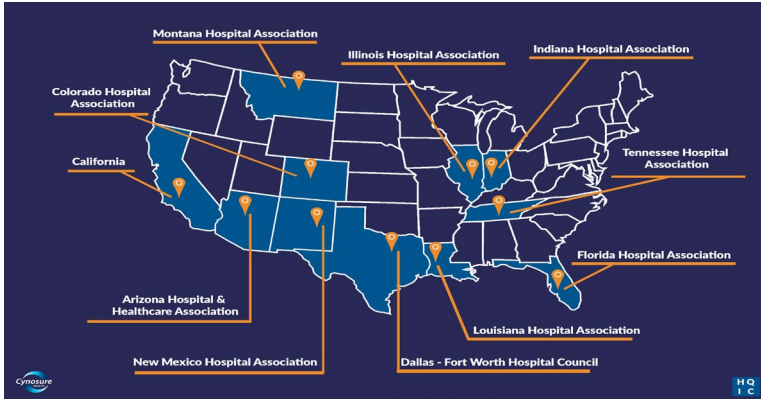 Montana Hospital Association
Illinois Hospital Association
Indiana Hospital Association
Colorado Hospital
Association
California
Tennessee Hospital
Association
Florida Hospital Association
Arizona Hospital &
Healthcare Association
Louisiana Hospital Association
New Mexico Hospital Association
Dallas - Fort Worth Hospital Council
Cynosure
H Q
I C